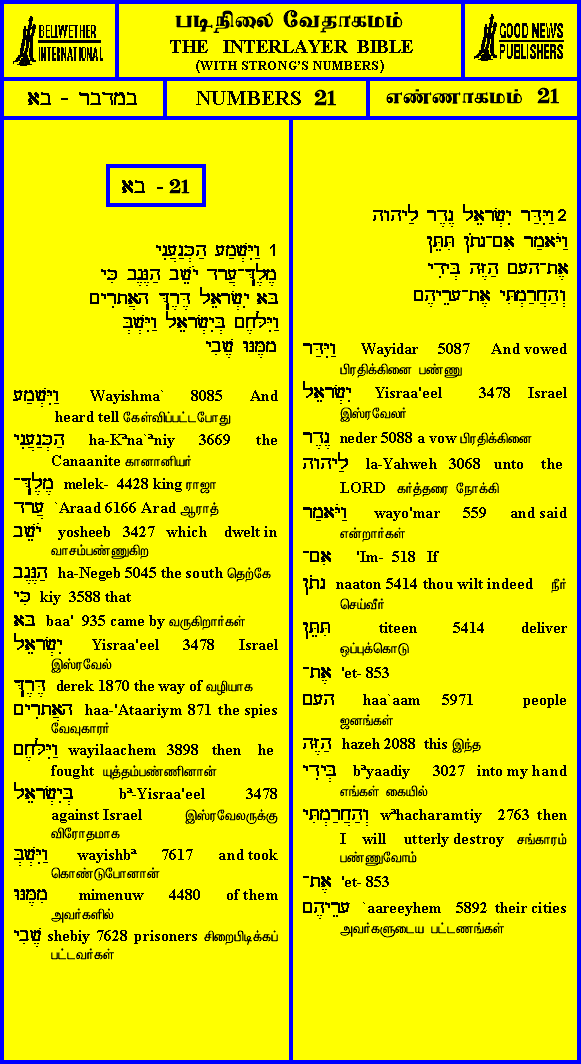 BELLWETHER
INTERNATIONAL
படிநிலை வேதாகமம்
THE INTERLAYER BIBLE
(WITH STRONG'S NUMBERS)
GOOD NEWS
PUBLISHERS
במדבר - בא
NUMBERS 21
எண்ணாகமம் 21
בא - 21
1 וַיִּשְׁמַע הַכְּנַעֲנִי
מֶלֶךְ־עֲרָד יֹשֵׁב הַנֶּגֶב כִּי
בָּא יִשְׂרָאֵל דֶּרֶךְ הָאֲתָרִים
וַיִּלָּחֶם בְּיִשְׂרָאֵל וַיִּשְׁבְּ
מִמֶּנּוּ שֶׁבִי
וַיִּשְׁמַע Wayishma` 8085 And
heard tell கேள்விப்பட்டபோது
הַכְּנַעֲנִי ha-Kªna`ªniy 3669 the
Canaanite கானானியர்
מֶלֶךְ־ melek- 4428 king ராஜா
עֲרָד `Araad 6166 Arad ஆராத்
יֹשֵׁב yosheeb 3427 which dwelt in
வாசம்பண்ணுகிற
הַנֶּגֶב ha-Negeb 5045 the south தெற்கே
כִּי kiy 3588 that
בָּא baa' 935 came by வருகிறார்கள்
יִשְׂרָאֵל Yisraa'eel 3478 Israel
இஸ்ரவேல்
דֶּרֶךְ derek 1870 the way of வழியாக
הָאֲתָרִים haa-'Ataariym 871 the spies
வேவுகாரர்
וַיִּלָּחֶם wayilaachem 3898 then he
fought யுத்தம்பண்ணினான்
בְּיִשְׂרָאֵל bª-Yisraa'eel 3478
against Israel இஸ்ரவேலருக்கு
விரோதமாக
וַיִּשְׁבְּ wayishbª 7617 and took
கொண்டுபோனான்
מִמֶּנּוּ mimenuw 4480 of them
அவர்களில்
שֶׁבִי shebiy 7628 prisoners சிறைபிடிக்கப்
பட்டவர்கள்
2 וַיִּדַּר יִשְׂרָאֵל נֶדֶר לַיהוָה
וַיֹּאמַר אִם־נָתֹן תִּתֵּן
אֶת־הָעָם הַזֶּה בְּיָדִי
וְהַחֲרַמְתִּי אֶת־עָרֵיהֶם
וַיִּדַּר Wayidar 5087 And vowed
பிரதிக்கினை பண்ணு
יִשְׂרָאֵל Yisraa'eel 3478 Israel
இஸ்ரவேலர்
נֶדֶר neder 5088 a vow பிரதிக்கினை
לַיהוָה la-Yahweh 3068 unto the
LORD கர்த்தரை நோக்கி
וַיֹּאמַר wayo'mar 559 and said
என்றார்கள்
אִם־ 'Im- 518 If
נָתֹן naaton 5414 thou wilt indeed நீர்
செய்வீர்
תִּתֵּן titeen 5414 deliver
ஒப்புக்கொடு
אֶת־ 'et- 853
הָעָם haa`aam 5971 people
ஜனங்கள்
הַזֶּה hazeh 2088 this இந்த
בְּיָדִי bªyaadiy 3027 into my hand
எங்கள் கையில்
וְהַחֲרַמְתִּי wªhacharamtiy 2763 then
I will utterly destroy சங்காரம்
பண்ணுவோம்
אֶת־ 'et- 853
עָרֵיהֶם `aareeyhem 5892 their cities
அவர்களுடைய பட்டணங்கள்